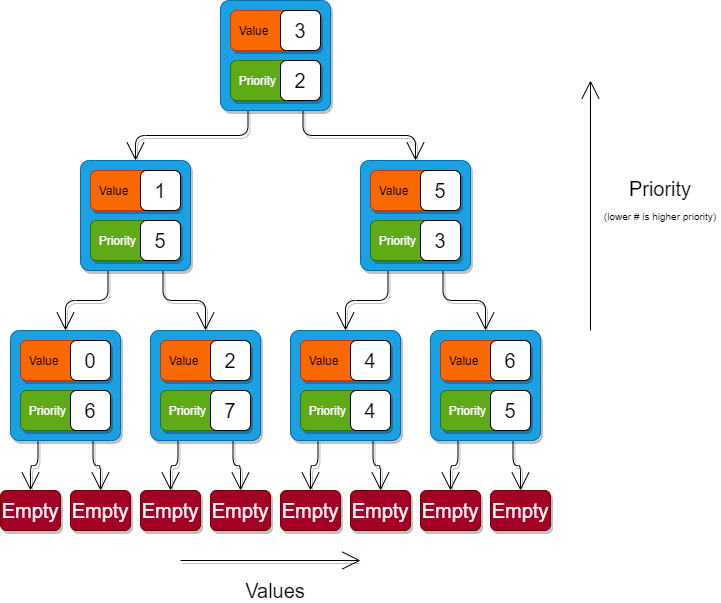 Value 3
Priority 2
Value 1 Value 5
Priority
(lower # is higher priority)
Priority 5 Priority 3
Value 0 Value 2 Value 4 Value 6
Priority 6 Priority 7 Priority 4 Priority 5
Empty Empty Empty Empty Empty Empty Empty Empty
Values